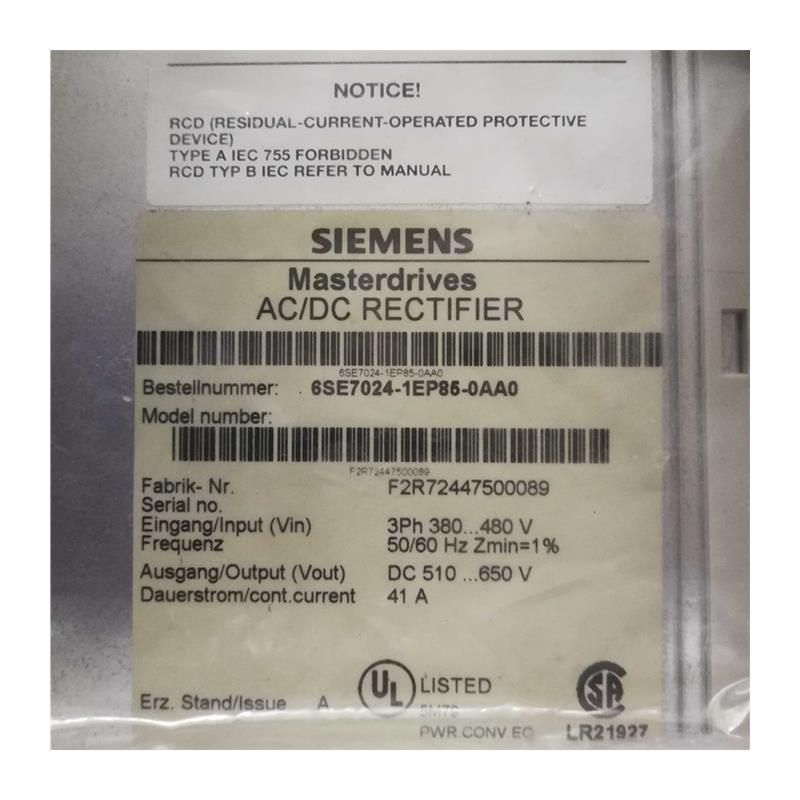 NOTICE!
RCD (RESIDUAL-CURRENT-OPERATED PROTECTIVE
DEVICE)
TYPE A IEC 755 FORBIDDEN
RCD TYP B IEC REFER TO MANUAL
SIEMENS
Masterdrives
AC/DC RECTIFIER
6SE7024-1EP85-0AA0
Bestellnummer: 6SE7024-1EP85-0AA0
Model number:
F2R72447500089
Fabrik- Nr. F2R72447500089
Serial no.
Eingang/Input (Vin) 3Ph 380...480 V
Frequenz 50/60 Hz Zmin=1%
Ausgang/Output (Vout) DC 510 ...650 V
Dauerstrom/cont.current 41 A
Erz. Stand/Issue A
UL LISTED
5M79
PWR CONV EQ
SA LR21927